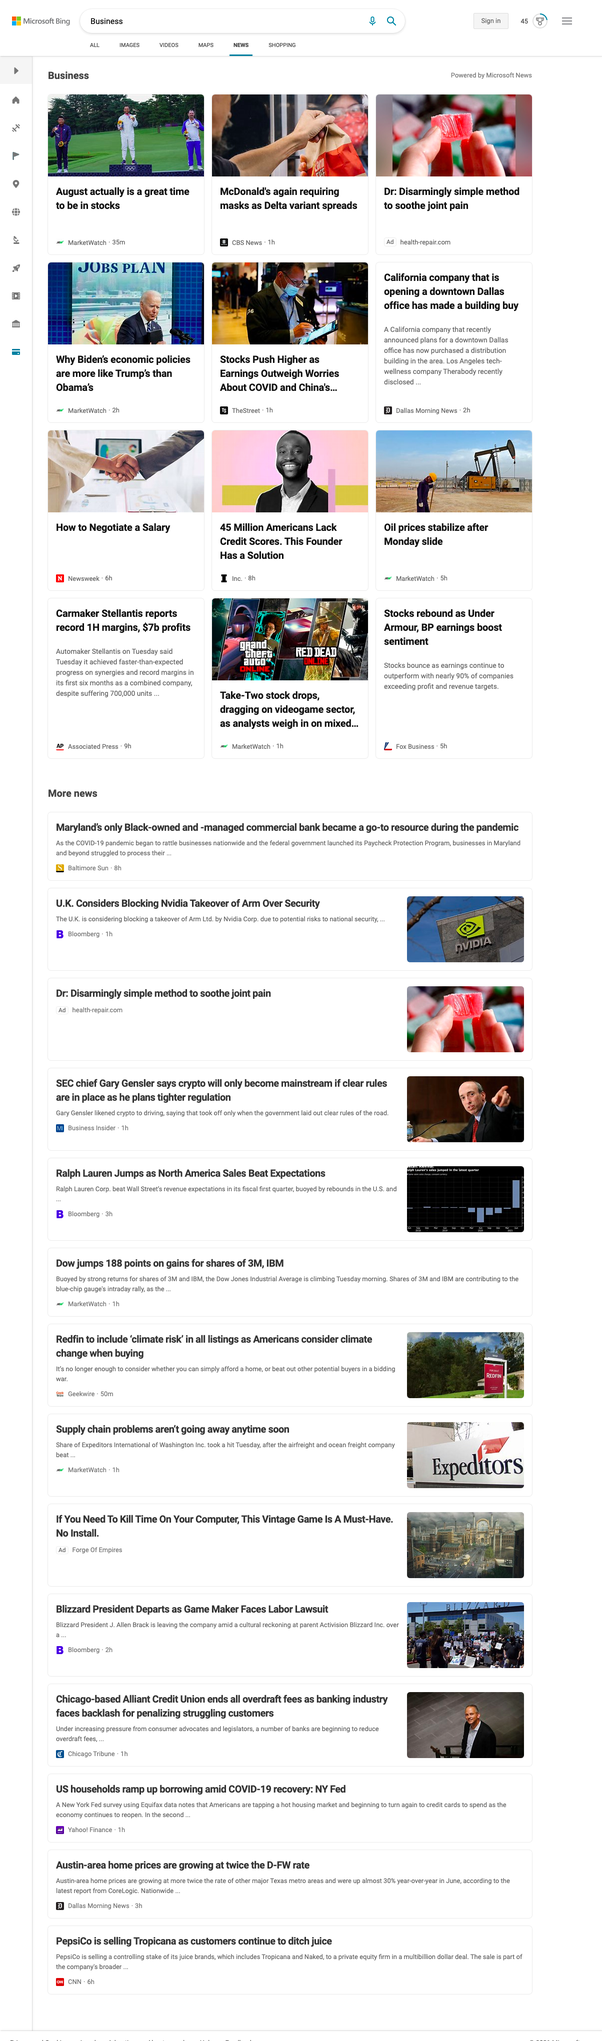 Microsoft Bing
Business
Sign in
45
ALL
IMAGES
VIDEOS
MAPS
NEWS
SHOPPING
Business
Powered by Microsoft News
August actually is a great time
to be in stocks
MarketWatch · 35m
McDonald's again requiring
masks as Delta variant spreads
CBS News · 1h
Dr: Disarmingly simple method
to soothe joint pain
Ad health-repair.com
JOBS PLAN
Why Biden's economic policies
are more like Trump's than
Obama's
MarketWatch · 2h
Stocks Push Higher as
Earnings Outweigh Worries
About COVID and China's...
TheStreet · 1h
California company that is
opening a downtown Dallas
office has made a building buy
A California company that recently
announced plans for a downtown Dallas
office has now purchased a distribution
building in the area. Los Angeles tech-
wellness company Therabody recently
disclosed ...
Dallas Morning News · 2h
How to Negotiate a Salary
Newsweek · 6h
45 Million Americans Lack
Credit Scores. This Founder
Has a Solution
Inc. · 8h
Oil prices stabilize after
Monday slide
MarketWatch · 5h
Carmaker Stellantis reports
record 1H margins, $7b profits
Automaker Stellantis on Tuesday said
Tuesday it achieved faster-than-expected
progress on synergies and record margins in
its first six months as a combined company,
despite suffering 700,000 units ...
AP Associated Press · 9h
grand
theft
auto
ONLINE
RED DEAD
ONLINE
Take-Two stock drops,
dragging on videogame sector,
as analysts weigh in on mixed...
MarketWatch · 1h
Stocks rebound as Under
Armour, BP earnings boost
sentiment
Stocks bounce as earnings continue to
outperform with nearly 90% of companies
exceeding profit and revenue targets.
Fox Business · 5h
More news
Maryland's only Black-owned and -managed commercial bank became a go-to resource during the pandemic
As the COVID-19 pandemic began to rattle businesses nationwide and the federal government launched its Paycheck Protection Program, businesses in Maryland
and beyond struggled to process their ...
Baltimore Sun · 8h
U.K. Considers Blocking Nvidia Takeover of Arm Over Security
The U.K. is considering blocking a takeover of Arm Ltd. by Nvidia Corp. due to potential risks to national security, ...
B Bloomberg · 1h
NVIDIA
Dr: Disarmingly simple method to soothe joint pain
Ad health-repair.com
SEC chief Gary Gensler says crypto will only become mainstream if clear rules
are in place as he plans tighter regulation
Gary Gensler likened crypto to driving, saying that took off only when the government laid out clear rules of the road.
Business Insider · 1h
Ralph Lauren Jumps as North America Sales Beat Expectations
Ralph Lauren Corp. beat Wall Street's revenue expectations in its fiscal first quarter, buoyed by rebounds in the U.S. and
...
B Bloomberg · 3h
Dow jumps 188 points on gains for shares of 3M, IBM
Buoyed by strong returns for shares of 3M and IBM, the Dow Jones Industrial Average is climbing Tuesday morning. Shares of 3M and IBM are contributing to the
blue-chip gauge's intraday rally, as the ...
MarketWatch · 1h
Redfin to include 'climate risk' in all listings as Americans consider climate
change when buying
It's no longer enough to consider whether you can simply afford a home, or beat out other potential buyers in a bidding
war.
Geekwire · 50m
REDFIN
Supply chain problems aren't going away anytime soon
Share of Expeditors International of Washington Inc. took a hit Tuesday, after the airfreight and ocean freight company
beat ...
MarketWatch · 1h
Expeditors
If You Need To Kill Time On Your Computer, This Vintage Game Is A Must-Have.
No Install.
Ad Forge Of Empires
Blizzard President Departs as Game Maker Faces Labor Lawsuit
Blizzard President J. Allen Brack is leaving the company amid a cultural reckoning at parent Activision Blizzard Inc. over
a ...
B Bloomberg · 2h
Chicago-based Alliant Credit Union ends all overdraft fees as banking industry
faces backlash for penalizing struggling customers
Under increasing pressure from consumer advocates and legislators, a number of banks are beginning to reduce
overdraft fees, ...
Chicago Tribune · 1h
US households ramp up borrowing amid COVID-19 recovery: NY Fed
A New York Fed survey using Equifax data notes that Americans are tapping a hot housing market and beginning to turn again to credit cards to spend as the
economy continues to reopen. In the second ...
Yahoo! Finance · 1h
Austin-area home prices are growing at twice the D-FW rate
Austin-area home prices are growing at more twice the rate of other major Texas metro areas and were up almost 30% year-over-year in June, according to the
latest report from CoreLogic. Nationwide ...
Dallas Morning News · 3h
PepsiCo is selling Tropicana as customers continue to ditch juice
PepsiCo is selling a controlling stake of its juice brands, which includes Tropicana and Naked, to a private equity firm in a multibillion dollar deal. The sale is part of
the company's broader ...
CNN · 6h